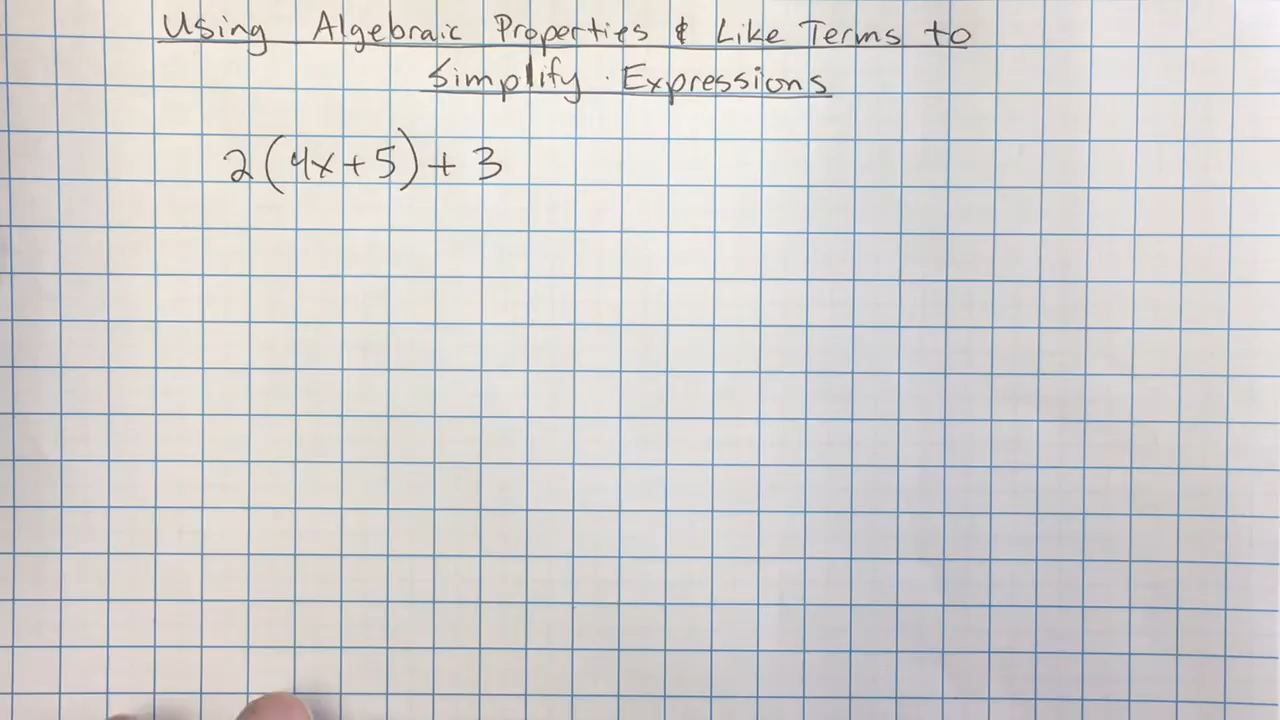 Using Algebraic Properties & Like Terms to
Simplify Expressions
2(4x+5)+3